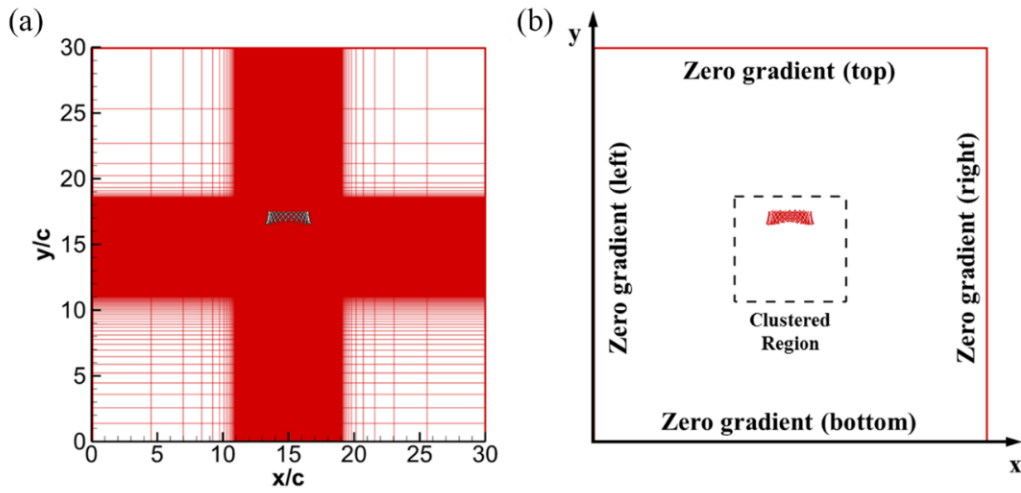 (a)
30
25
20
15
10
5
0
y/c
0 5 10 15 20 25 30
x/c
(b)
y
Zero gradient (top)
Zero gradient (left)
Zero gradient (right)
Clustered
Region
Zero gradient (bottom)
x